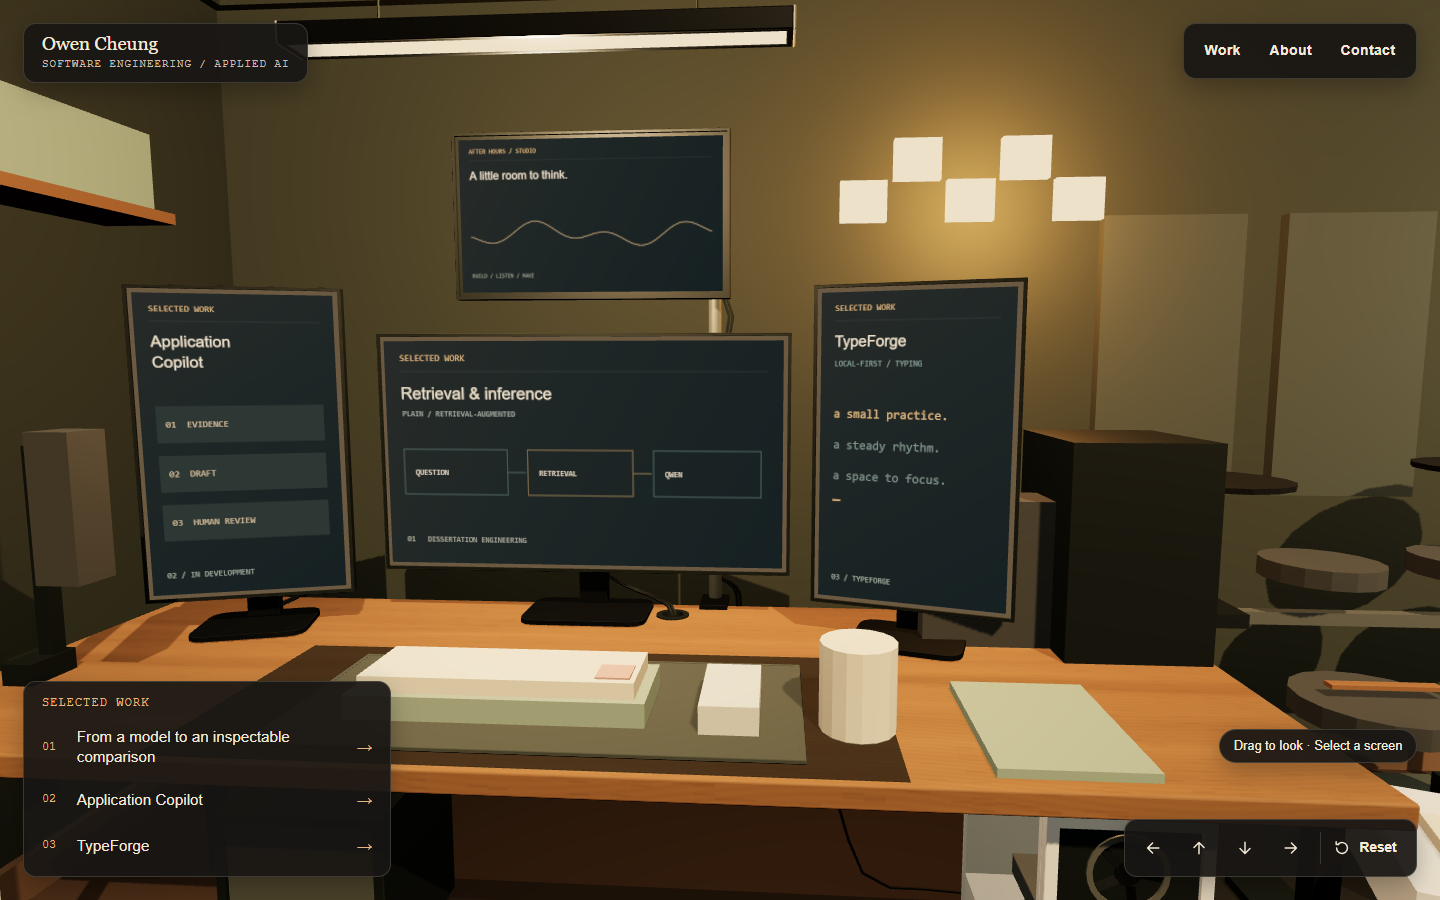 Owen Cheung
SOFTWARE ENGINEERING / APPLIED AI
Work
About
Contact
AFTER HOURS / STUDIO
A little room to think.
BUILD / LISTEN / MAKE
SELECTED WORK
Application
Copilot
01 EVIDENCE
02 DRAFT
03 HUMAN REVIEW
02 / IN DEVELOPMENT
SELECTED WORK
Retrieval & inference
PLAIN / RETRIEVAL-AUGMENTED
QUESTION
RETRIEVAL
QWEN
01 DISSERTATION ENGINEERING
SELECTED WORK
TypeForge
LOCAL-FIRST / TYPING
a small practice.
a steady rhythm.
a space to focus.
03 / TYPEFORGE
SELECTED WORK
01 From a model to an inspectable
comparison →
02 Application Copilot →
03 TypeForge →
Drag to look · Select a screen
← ↑ ↓ → Reset